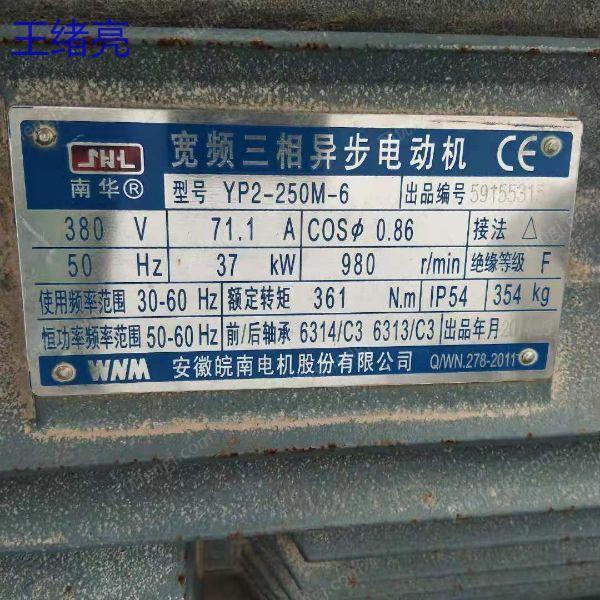 王绪亮
SWL 宽频三相异步电动机 CE
南华® 型号 YP2-250M-6 出品编号 5915531
380 V 71.1 A COSφ 0.86 接法 △
50 Hz 37 kW 980 r/min 绝缘等级 F
使用频率范围 30-60 Hz 额定转矩 361 N.m IP54 354 kg
恒功率频率范围 50-60 Hz 前/后轴承 6314/C3 6313/C3 出品年月
WNM 安徽皖南电机股份有限公司 Q/WN.278-2011